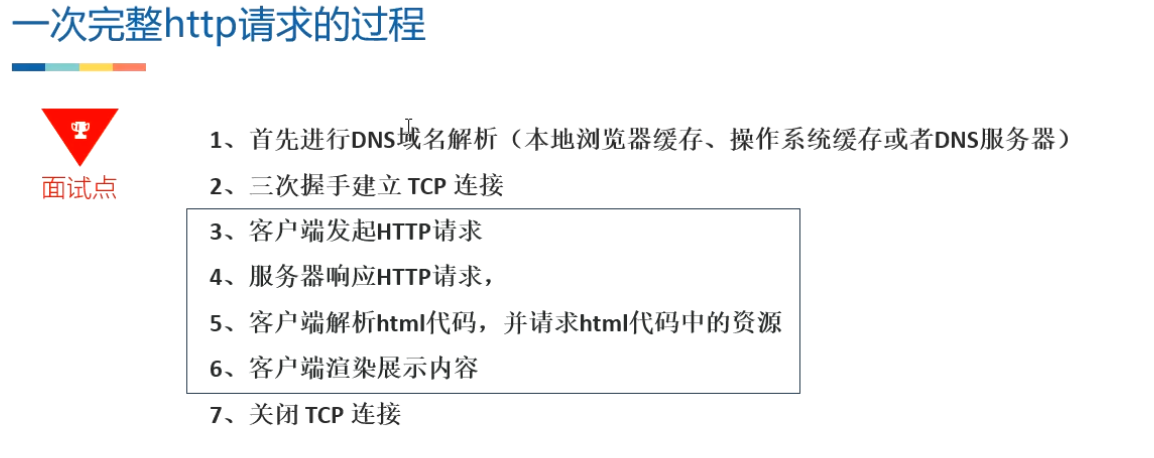 一次完整http请求的过程
面试点
1、首先进行DNS域名解析（本地浏览器缓存、操作系统缓存或者DNS服务器）
2、三次握手建立 TCP 连接
3、客户端发起HTTP请求
4、服务器响应HTTP请求，
5、客户端解析html代码，并请求html代码中的资源
6、客户端渲染展示内容
7、关闭 TCP 连接